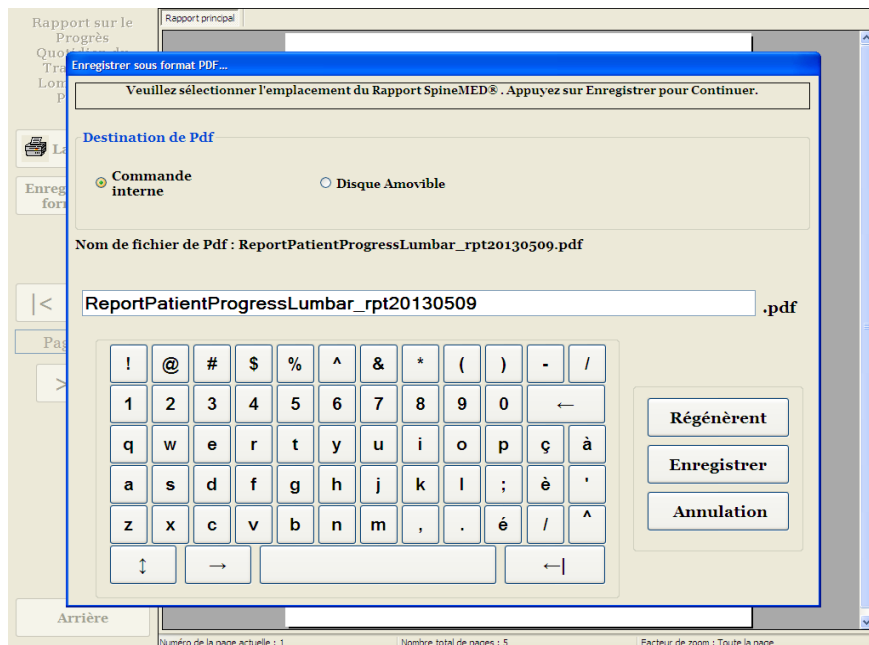 Rapport sur le
Progrès
Rapport principal
Enregistrer sous format PDF...
Veuillez sélectionner l'emplacement du Rapport SpineMED® . Appuyez sur Enregistrer pour Continuer.
Destination de Pdf
Commande
interne
Disque Amovible
Nom de fichier de Pdf : ReportPatientProgressLumbar_rpt20130509.pdf
ReportPatientProgressLumbar_rpt20130509
.pdf
|<
>
! @ # $ % ^ & * ( ) - /
1 2 3 4 5 6 7 8 9 0 ←
q w e r t y u i o p ç à
a s d f g h j k l ; è '
z x c v b n m , . é / ^
↕ → ←|
Régénèrent
Enregistrer
Annulation
Arrière
Numéro de la page actuelle : 1
Nombre total de pages : 5
Facteur de zoom : Toute la page